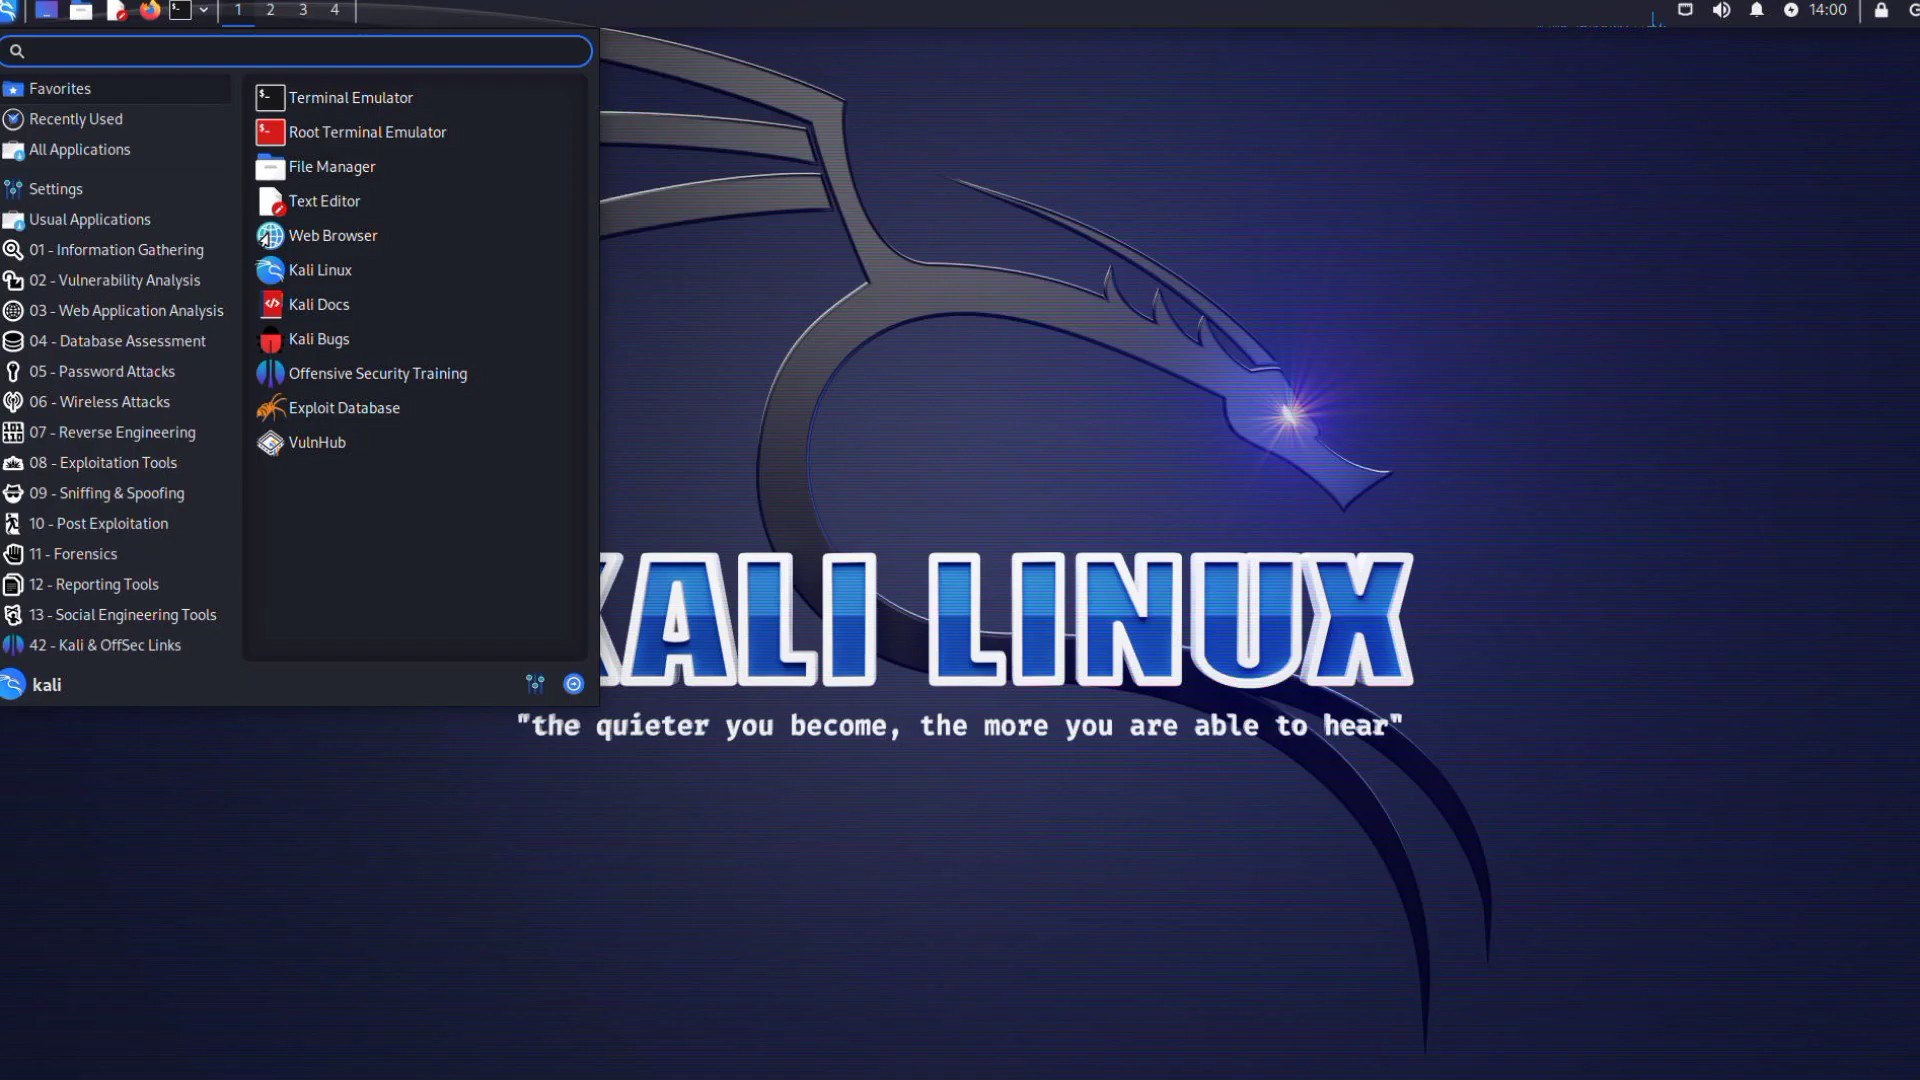 1 2 3 4
14:00
Favorites
Recently Used
All Applications
Settings
Usual Applications
01 - Information Gathering
02 - Vulnerability Analysis
03 - Web Application Analysis
04 - Database Assessment
05 - Password Attacks
06 - Wireless Attacks
07 - Reverse Engineering
08 - Exploitation Tools
09 - Sniffing & Spoofing
10 - Post Exploitation
11 - Forensics
12 - Reporting Tools
13 - Social Engineering Tools
42 - Kali & OffSec Links
Terminal Emulator
Root Terminal Emulator
File Manager
Text Editor
Web Browser
Kali Linux
Kali Docs
Kali Bugs
Offensive Security Training
Exploit Database
VulnHub
kali
KALI LINUX
"the quieter you become, the more you are able to hear"